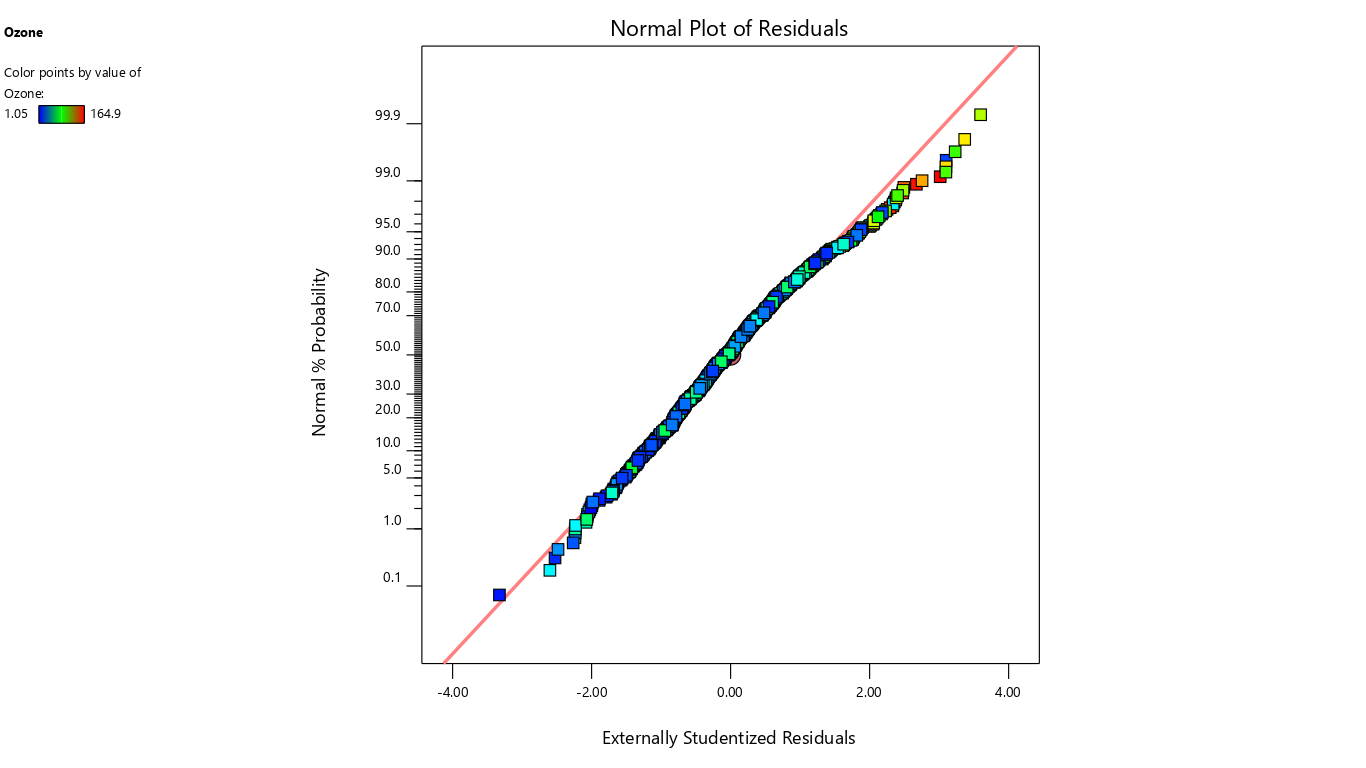 Ozone
Color points by value of
Ozone:
1.05 164.9
Normal Plot of Residuals
Normal % Probability
99.9
99.0
95.0
90.0
80.0
70.0
50.0
30.0
20.0
10.0
5.0
1.0
0.1
-4.00 -2.00 0.00 2.00 4.00
Externally Studentized Residuals